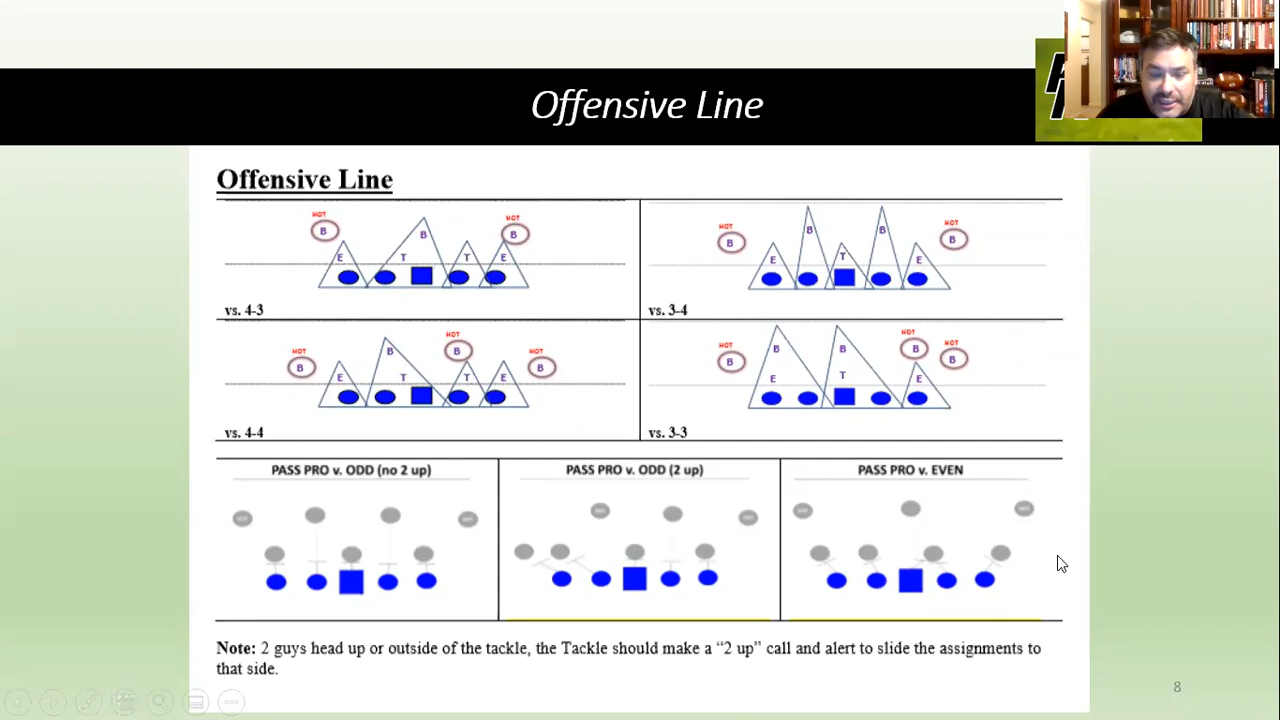 Offensive Line
Offensive Line
HOT HOT
B B B
E T T E
vs. 4-3
HOT HOT
B B B B
E T E
vs. 3-4
HOT HOT HOT
B B B B
E T T E
vs. 4-4
HOT HOT HOT
B B B B B
E T E
vs. 3-3
PASS PRO v. ODD (no 2 up)
PASS PRO v. ODD (2 up)
PASS PRO v. EVEN
Note: 2 guys head up or outside of the tackle, the Tackle should make a “2 up” call and alert to slide the assignments to
that side.
8